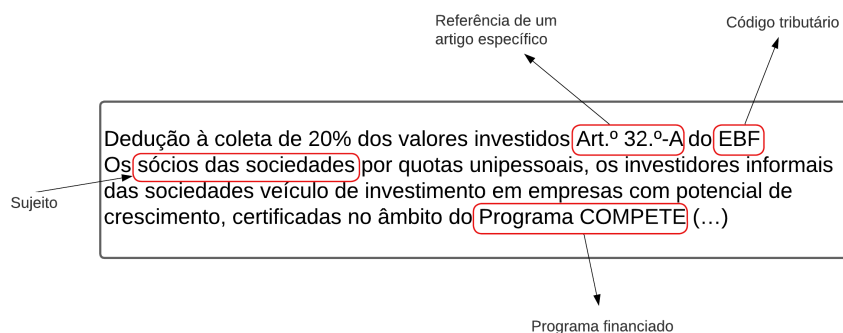 Referência de um
artigo específico
Código tributário
Dedução à coleta de 20% dos valores investidos Art.º 32.º-A do EBF
Os sócios das sociedades por quotas unipessoais, os investidores informais
das sociedades veículo de investimento em empresas com potencial de
crescimento, certificadas no âmbito do Programa COMPETE (…)
Sujeito
Programa financiado